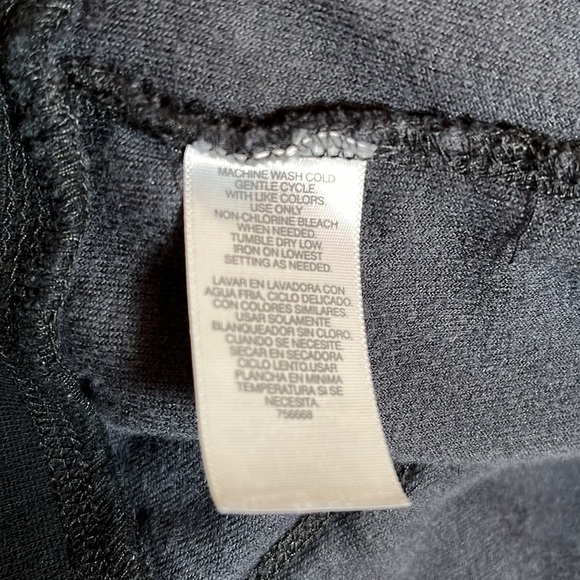 MACHINE WASH COLD
GENTLE CYCLE.
WITH LIKE COLORS.
USE ONLY
NON-CHLORINE BLEACH
WHEN NEEDED.
TUMBLE DRY LOW.
IRON ON LOWEST
SETTING AS NEEDED.
LAVAR EN LAVADORA CON
AGUA FRIA, CICLO DELICADO.
CON COLORES SIMILARES.
USAR SOLAMENTE
BLANQUEADOR SIN CLORO,
CUANDO SE NECESITE.
SECAR EN SECADORA
CICLO LENTO.USAR
PLANCHA EN MINIMA
TEMPERATURA SI SE
NECESITA.
756668